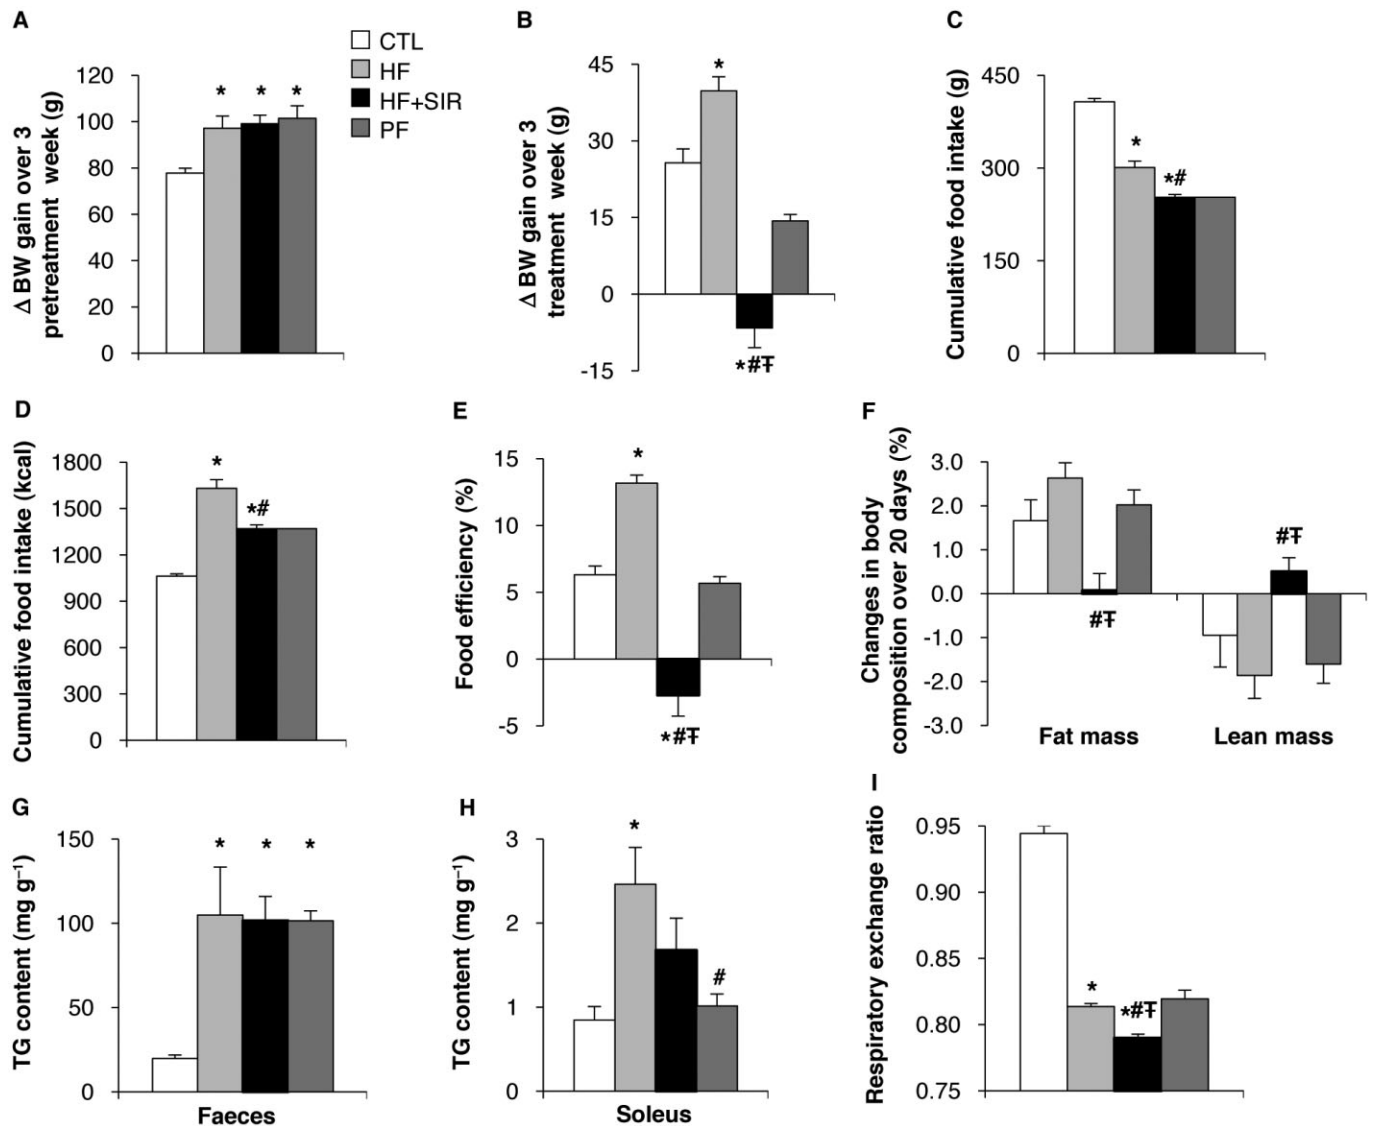 A
Δ BW gain over 3
pretreatment week (g)
120
100
80
60
40
20
0
* * *
CTL
HF
HF+SIR
PF
B
Δ BW gain over 3
treatment week (g)
45
30
15
0
-15
*
*#Ŧ
C
Cumulative food intake (g)
450
300
150
0
*
*#
D
Cumulative food intake (kcal)
1800
1500
1200
900
600
300
0
*
*#
E
Food efficiency (%)
15
10
5
0
-5
*
*#Ŧ
F
Changes in body
composition over 20 days (%)
3.0
2.0
1.0
0.0
-1.0
-2.0
-3.0
#Ŧ
#Ŧ
Fat mass
Lean mass
G
TG content (mg g⁻¹)
150
100
50
0
* * *
Faeces
H
TG content (mg g⁻¹)
3
2
1
0
*
#
Soleus
I
Respiratory exchange ratio
0.95
0.90
0.85
0.80
0.75
*
*#Ŧ